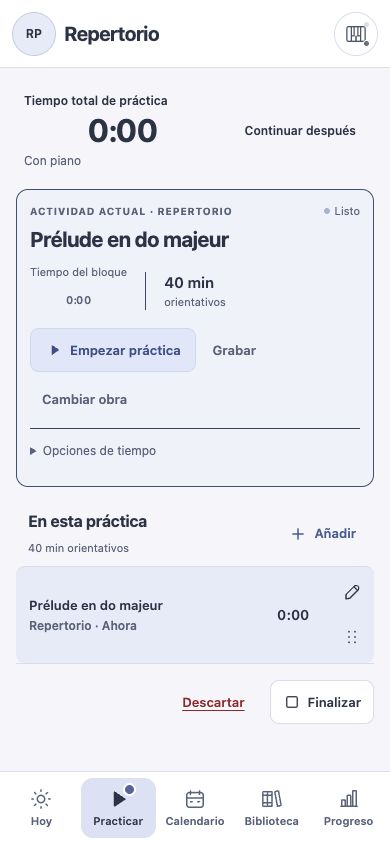 RP
Repertorio
Tiempo total de práctica
0:00
Continuar después
Con piano
ACTIVIDAD ACTUAL · REPERTORIO
Listo
Prélude en do majeur
Tiempo del bloque
0:00
40 min
orientativos
Empezar práctica
Grabar
Cambiar obra
Opciones de tiempo
En esta práctica
40 min orientativos
Añadir
Prélude en do majeur
Repertorio · Ahora
0:00
Descartar
Finalizar
Hoy
Practicar
Calendario
Biblioteca
Progreso